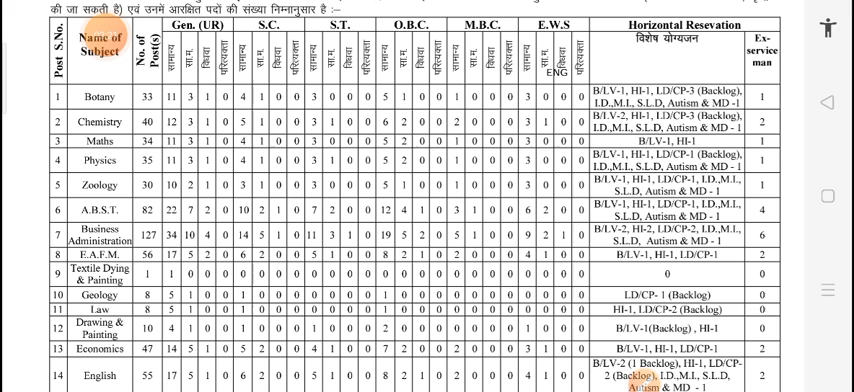 की जा सकती है) एवं उनमें आरक्षित पदों की संख्या निम्नानुसार है :–
Post S.No. Name of Subject No. of Post(s) Gen. (UR) S.C. S.T. O.B.C. M.B.C. E.W.S Horizontal Resevation
विशेष योग्यजन Ex-service man
सामान्य सा.म. विधवा परित्यक्ता सामान्य सा.म. विधवा परित्यक्ता सामान्य सा.म. विधवा परित्यक्ता सामान्य सा.म. विधवा परित्यक्ता सामान्य सा.म. विधवा परित्यक्ता सामान्य सा.म. विधवा परित्यक्ता
ENG
1 Botany 33 11 3 1 0 4 1 0 0 3 0 0 0 5 1 0 0 1 0 0 0 3 0 0 0 B/LV-1, HI-1, LD/CP-3 (Backlog), I.D.,M.I., S.L.D, Autism & MD -1 1
2 Chemistry 40 12 3 1 0 5 1 0 0 3 1 0 0 6 2 0 0 2 0 0 0 3 1 0 0 B/LV-2, HI-1, LD/CP-3 (Backlog), I.D.,M.I., S.L.D, Autism & MD - 1 2
3 Maths 34 11 3 1 0 4 1 0 0 3 0 0 0 5 2 0 0 1 0 0 0 3 0 0 0 B/LV-1, HI-1 1
4 Physics 35 11 3 1 0 4 1 0 0 3 1 0 0 5 2 0 0 1 0 0 0 3 0 0 0 B/LV-1, HI-1, LD/CP-1 (Backlog), I.D.,M.I., S.L.D, Autism & MD - 1 1
5 Zoology 30 10 2 1 0 3 1 0 0 3 0 0 0 5 1 0 0 1 0 0 0 3 0 0 0 B/LV-1, HI-1, LD/CP-1, I.D.,M.I., S.L.D, Autism & MD - 1 1
6 A.B.S.T. 82 22 7 2 0 10 2 1 0 7 2 0 0 12 4 1 0 3 1 0 0 6 2 0 0 B/LV-1, HI-1, LD/CP-1, I.D.,M.I., S.L.D, Autism & MD - 1 4
7 Business Administration 127 34 10 4 0 14 5 1 0 11 3 1 0 19 5 2 0 5 1 0 0 9 2 1 0 B/LV-2, HI-2, LD/CP-2, I.D.,M.I., S.L.D, Autism & MD - 1 6
8 E.A.F.M. 56 17 5 2 0 6 2 0 0 5 1 0 0 8 2 1 0 2 0 0 0 4 1 0 0 B/LV-1, HI-1, LD/CP-1 2
9 Textile Dying & Painting 1 1 0 0 0 0 0 0 0 0 0 0 0 0 0 0 0 0 0 0 0 0 0 0 0 0 0
10 Geology 8 5 1 0 0 1 0 0 0 0 0 0 0 1 0 0 0 0 0 0 0 0 0 0 0 LD/CP- 1 (Backlog) 0
11 Law 8 5 1 0 0 1 0 0 0 0 0 0 0 1 0 0 0 0 0 0 0 0 0 0 0 HI-1, LD/CP-2 (Backlog) 0
12 Drawing & Painting 10 4 1 0 0 1 0 0 0 1 0 0 0 2 0 0 0 0 0 0 0 1 0 0 0 B/LV-1(Backlog) , HI-1 0
13 Economics 47 14 5 1 0 5 2 0 0 4 1 0 0 7 2 0 0 2 0 0 0 3 1 0 0 B/LV-1, HI-1, LD/CP-1 2
14 English 55 17 5 1 0 6 2 0 0 5 1 0 0 8 2 1 0 2 0 0 0 4 1 0 0 B/LV-2 (1 Backlog), HI-1, LD/CP-2 (Backlog), I.D.,M.I., S.L.D, Autism & MD - 1 2